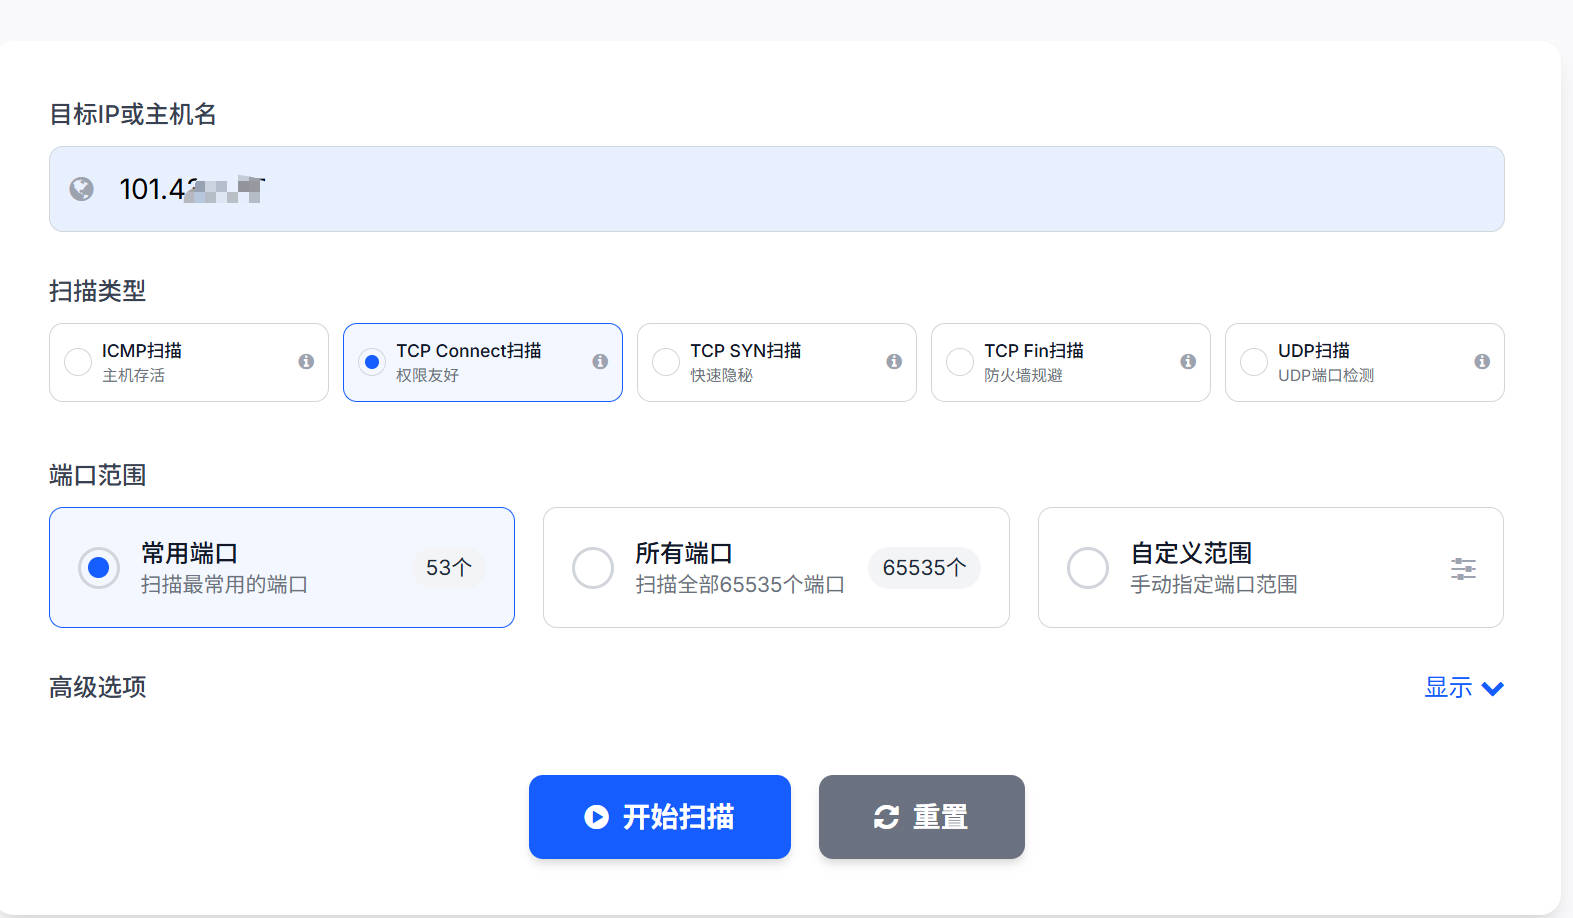 目标IP或主机名
101.4
扫描类型
ICMP扫描
主机存活
TCP Connect扫描
权限友好
TCP SYN扫描
快速隐秘
TCP Fin扫描
防火墙规避
UDP扫描
UDP端口检测
端口范围
常用端口
扫描最常用的端口
53个
所有端口
扫描全部65535个端口
65535个
自定义范围
手动指定端口范围
高级选项
显示
开始扫描
重置